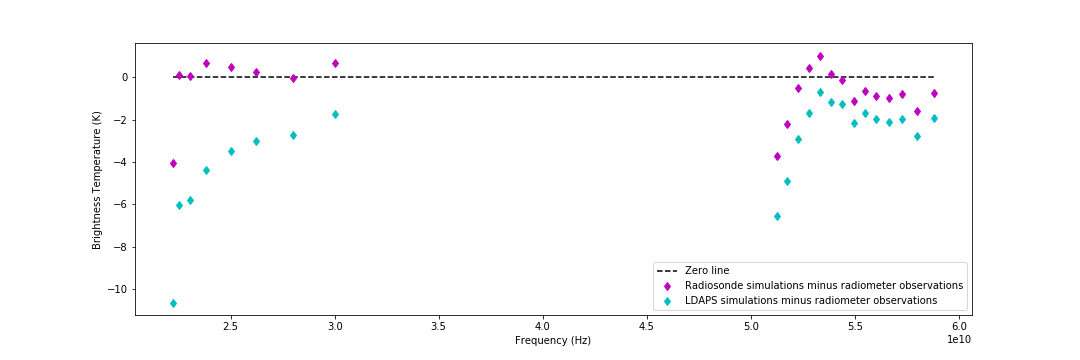 0
−2
−4
−6
−8
−10
Brightness Temperature (K)
2.5 3.0 3.5 4.0 4.5 5.0 5.5 6.0
1e10
Frequency (Hz)
Zero line
Radiosonde simulations minus radiometer observations
LDAPS simulations minus radiometer observations